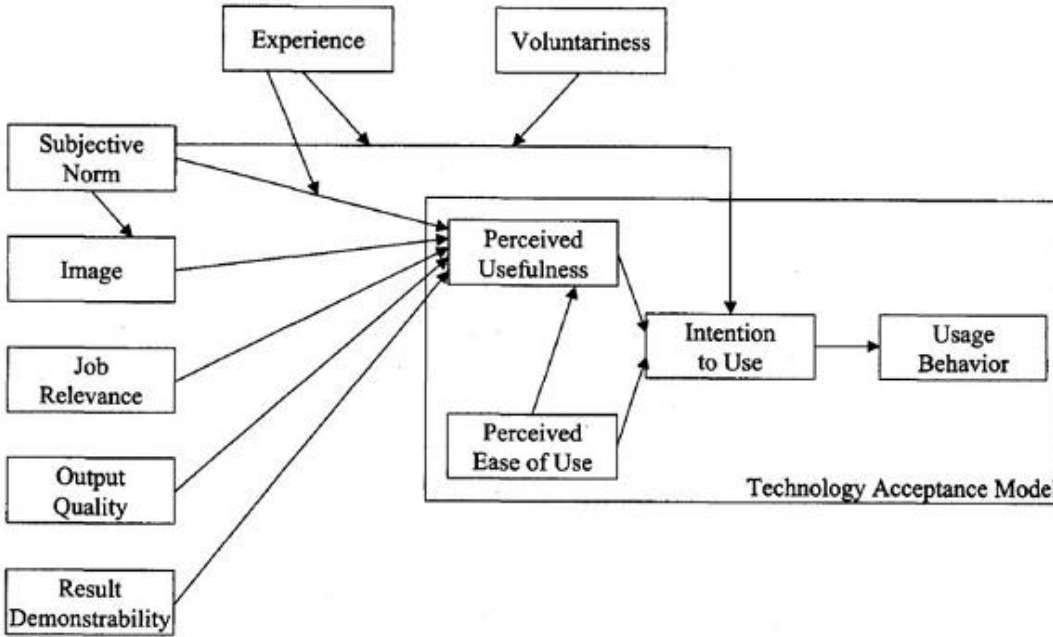 Experience
Voluntariness
Subjective
Norm
Image
Job
Relevance
Output
Quality
Result
Demonstrability
Perceived
Usefulness
Perceived
Ease of Use
Intention
to Use
Usage
Behavior
Technology Acceptance Model